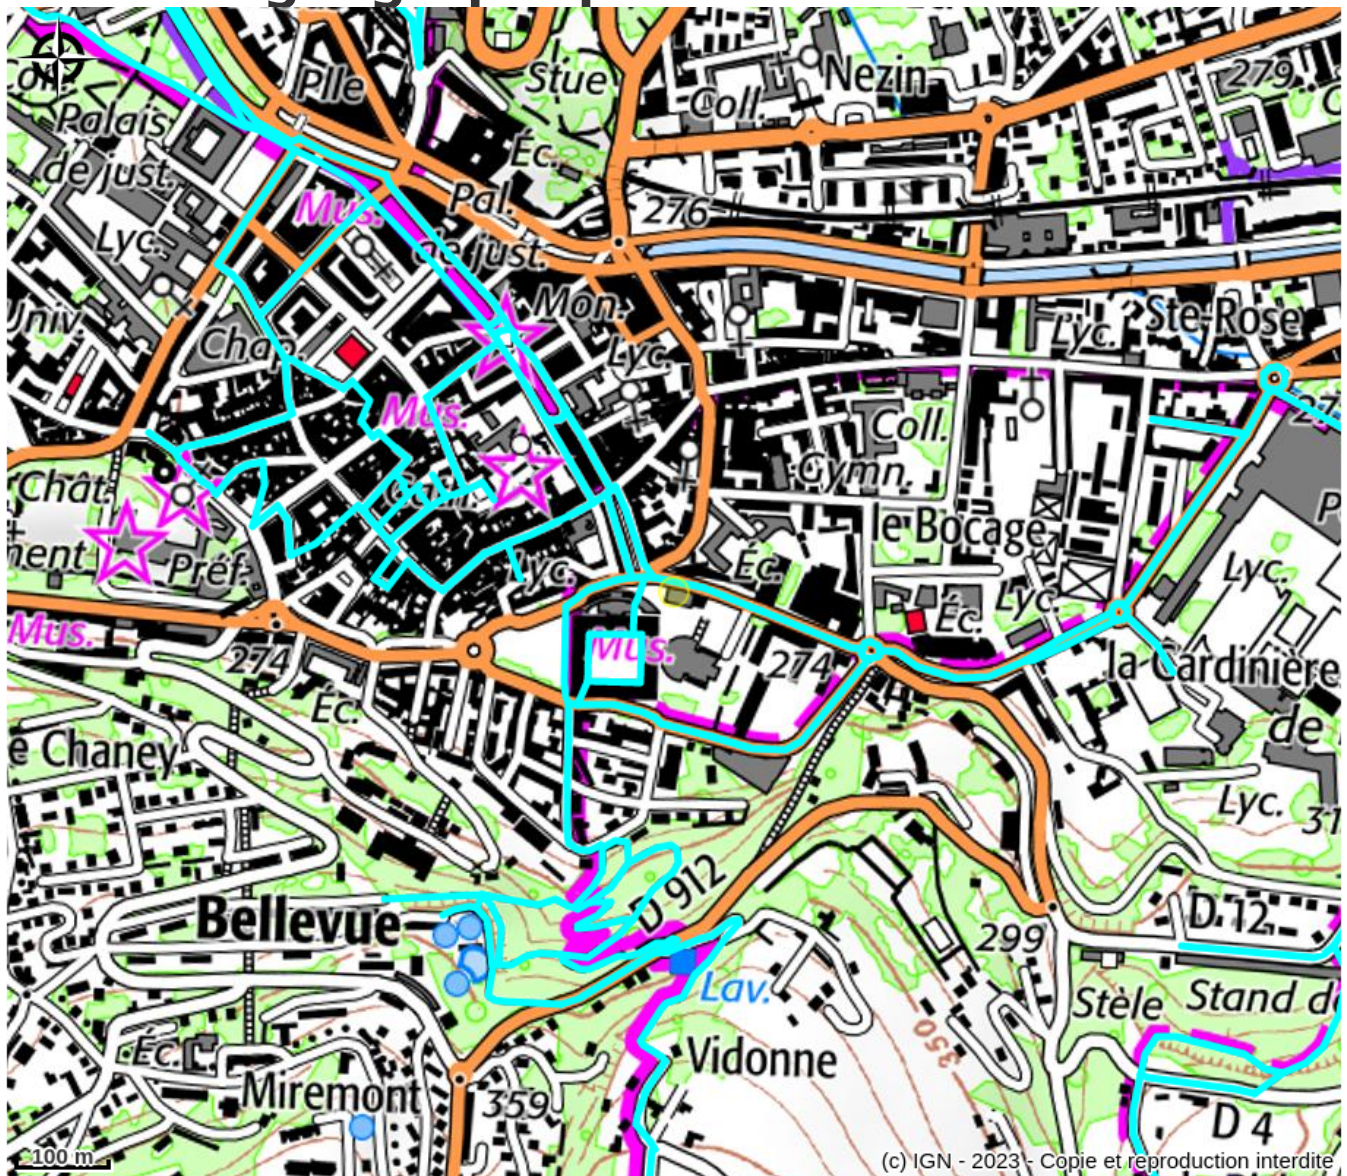 Stue
Nezin
279
Plle
Coll.
Palais
de just.
Éc.
Mus.
Pal.
276
Lyc.
de just.
Mon.
Ste-Rose
Univ.
Lyc.
Chap.
Lyc.
Mus.
Coll.
Gymn.
Chât.
le Bocage
Préf.
Lyc.
Éc.
Lyc.
Lyc.
Éc.
Mus.
274
Mus.
274
la Cardinière
Éc.
de
Chaney
Lyc.
D 912
Bellevue
D 12
299
Lav.
Stèle
Stand de
Éc.
Vidonne
350
Miremont
359
D 4
100 m
(c) IGN - 2023 - Copie et reproduction interdite